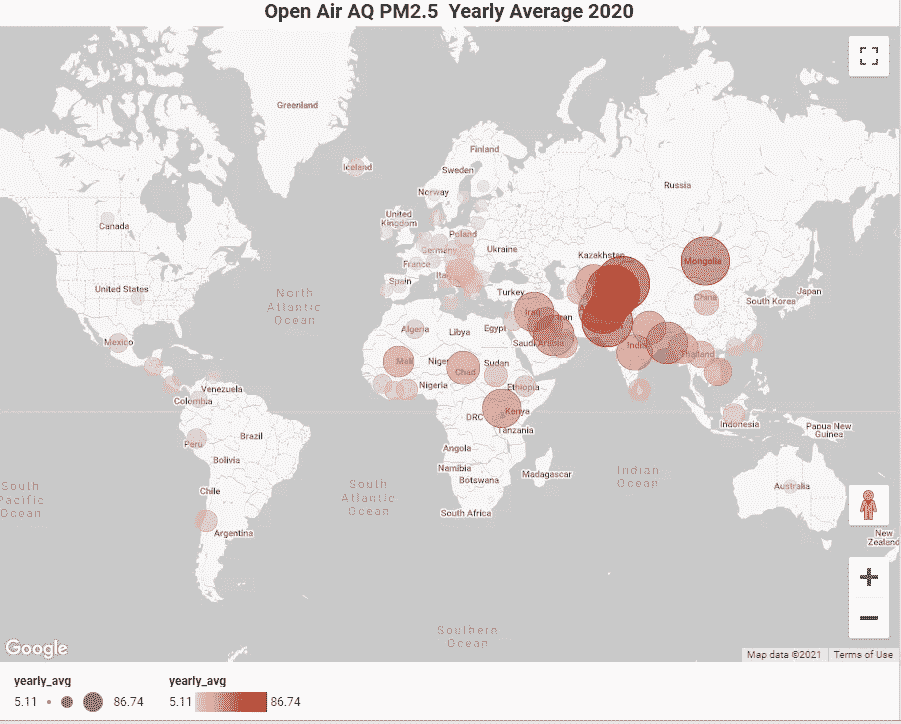 Open Air AQ PM2.5 Yearly Average 2020
Greenland
Iceland
Finland
Sweden
Norway
Russia
United
Kingdom
Canada
Poland
Germany
Ukraine
France
Kazakhstan
Mongolia
Spain
United States
Turkey
China
Japan
South Korea
North
Atlantic
Ocean
Algeria
Libya
Egypt
Saudi Arabia
Mexico
Mali
Niger
Chad
Sudan
Thailand
Nigeria
Ethiopia
Venezuela
Colombia
DRC
Kenya
Tanzania
Indonesia
Papua New
Guinea
Peru
Brazil
Bolivia
Angola
Namibia
Botswana
Madagascar
Indian
Ocean
South
Pacific
Ocean
Chile
South
Atlantic
Ocean
Australia
South Africa
Argentina
New
Zealand
Southern
Ocean
Google
Map data ©2021
Terms of Use
yearly_avg
5.11
86.74
yearly_avg
5.11
86.74